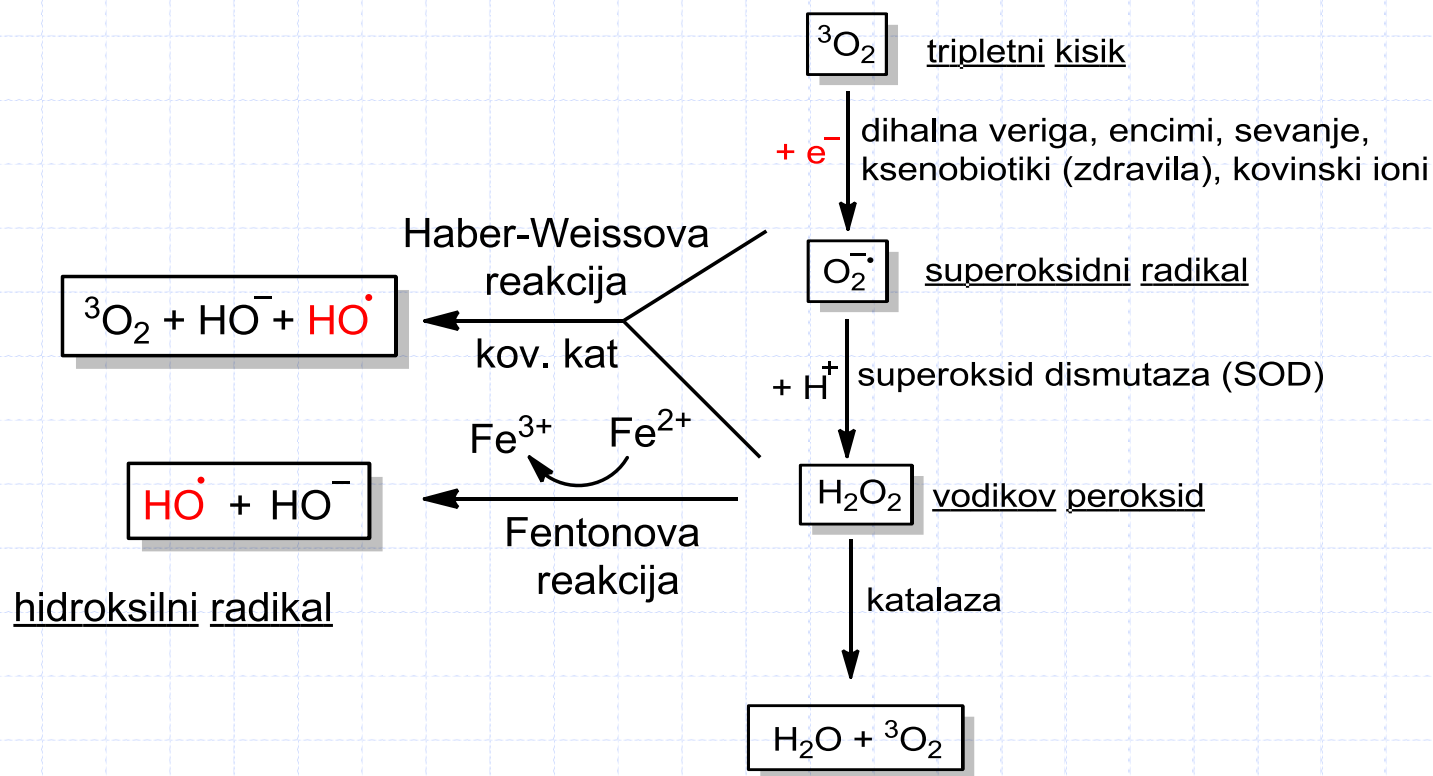 ³O₂ tripletni kisik
+ e⁻
dihalna veriga, encimi, sevanje,
ksenobiotiki (zdravila), kovinski ioni
Haber-Weissova
reakcija
kov. kat
³O₂ + HO⁻ + HO•
O₂⁻• superoksidni radikal
+ H⁺
superoksid dismutaza (SOD)
Fe³⁺ Fe²⁺
HO• + HO⁻
Fentonova
reakcija
H₂O₂ vodikov peroksid
hidroksilni radikal
katalaza
H₂O + ³O₂